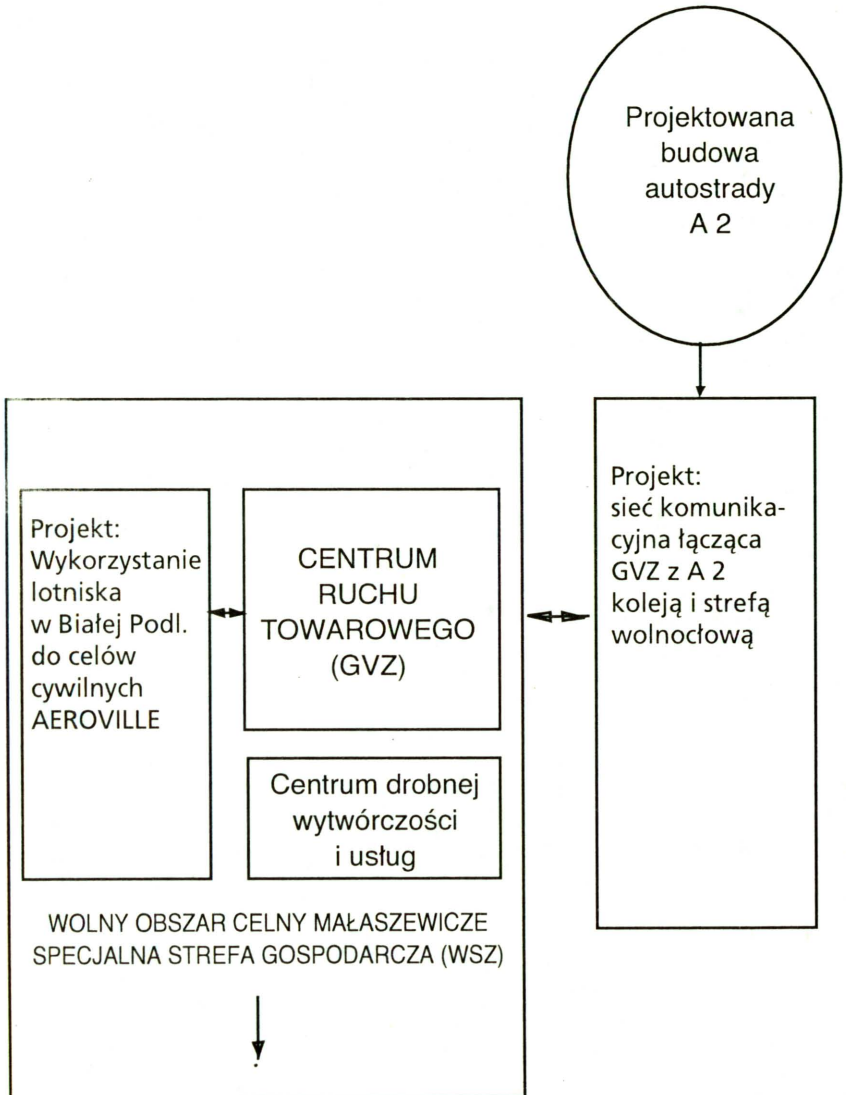 Projektowana
budowa
autostrady
A 2
Projekt:
Wykorzystanie
lotniska
w Białej Podl.
do celów
cywilnych
AEROVILLE
CENTRUM
RUCHU
TOWAROWEGO
(GVZ)
Projekt:
sieć komunika-
cyjna łącząca
GVZ z A 2
koleją i strefą
wolnocłową
Centrum drobnej
wytwórczości
i usług
WOLNY OBSZAR CELNY MAŁASZEWICZE
SPECJALNA STREFA GOSPODARCZA (WSZ)